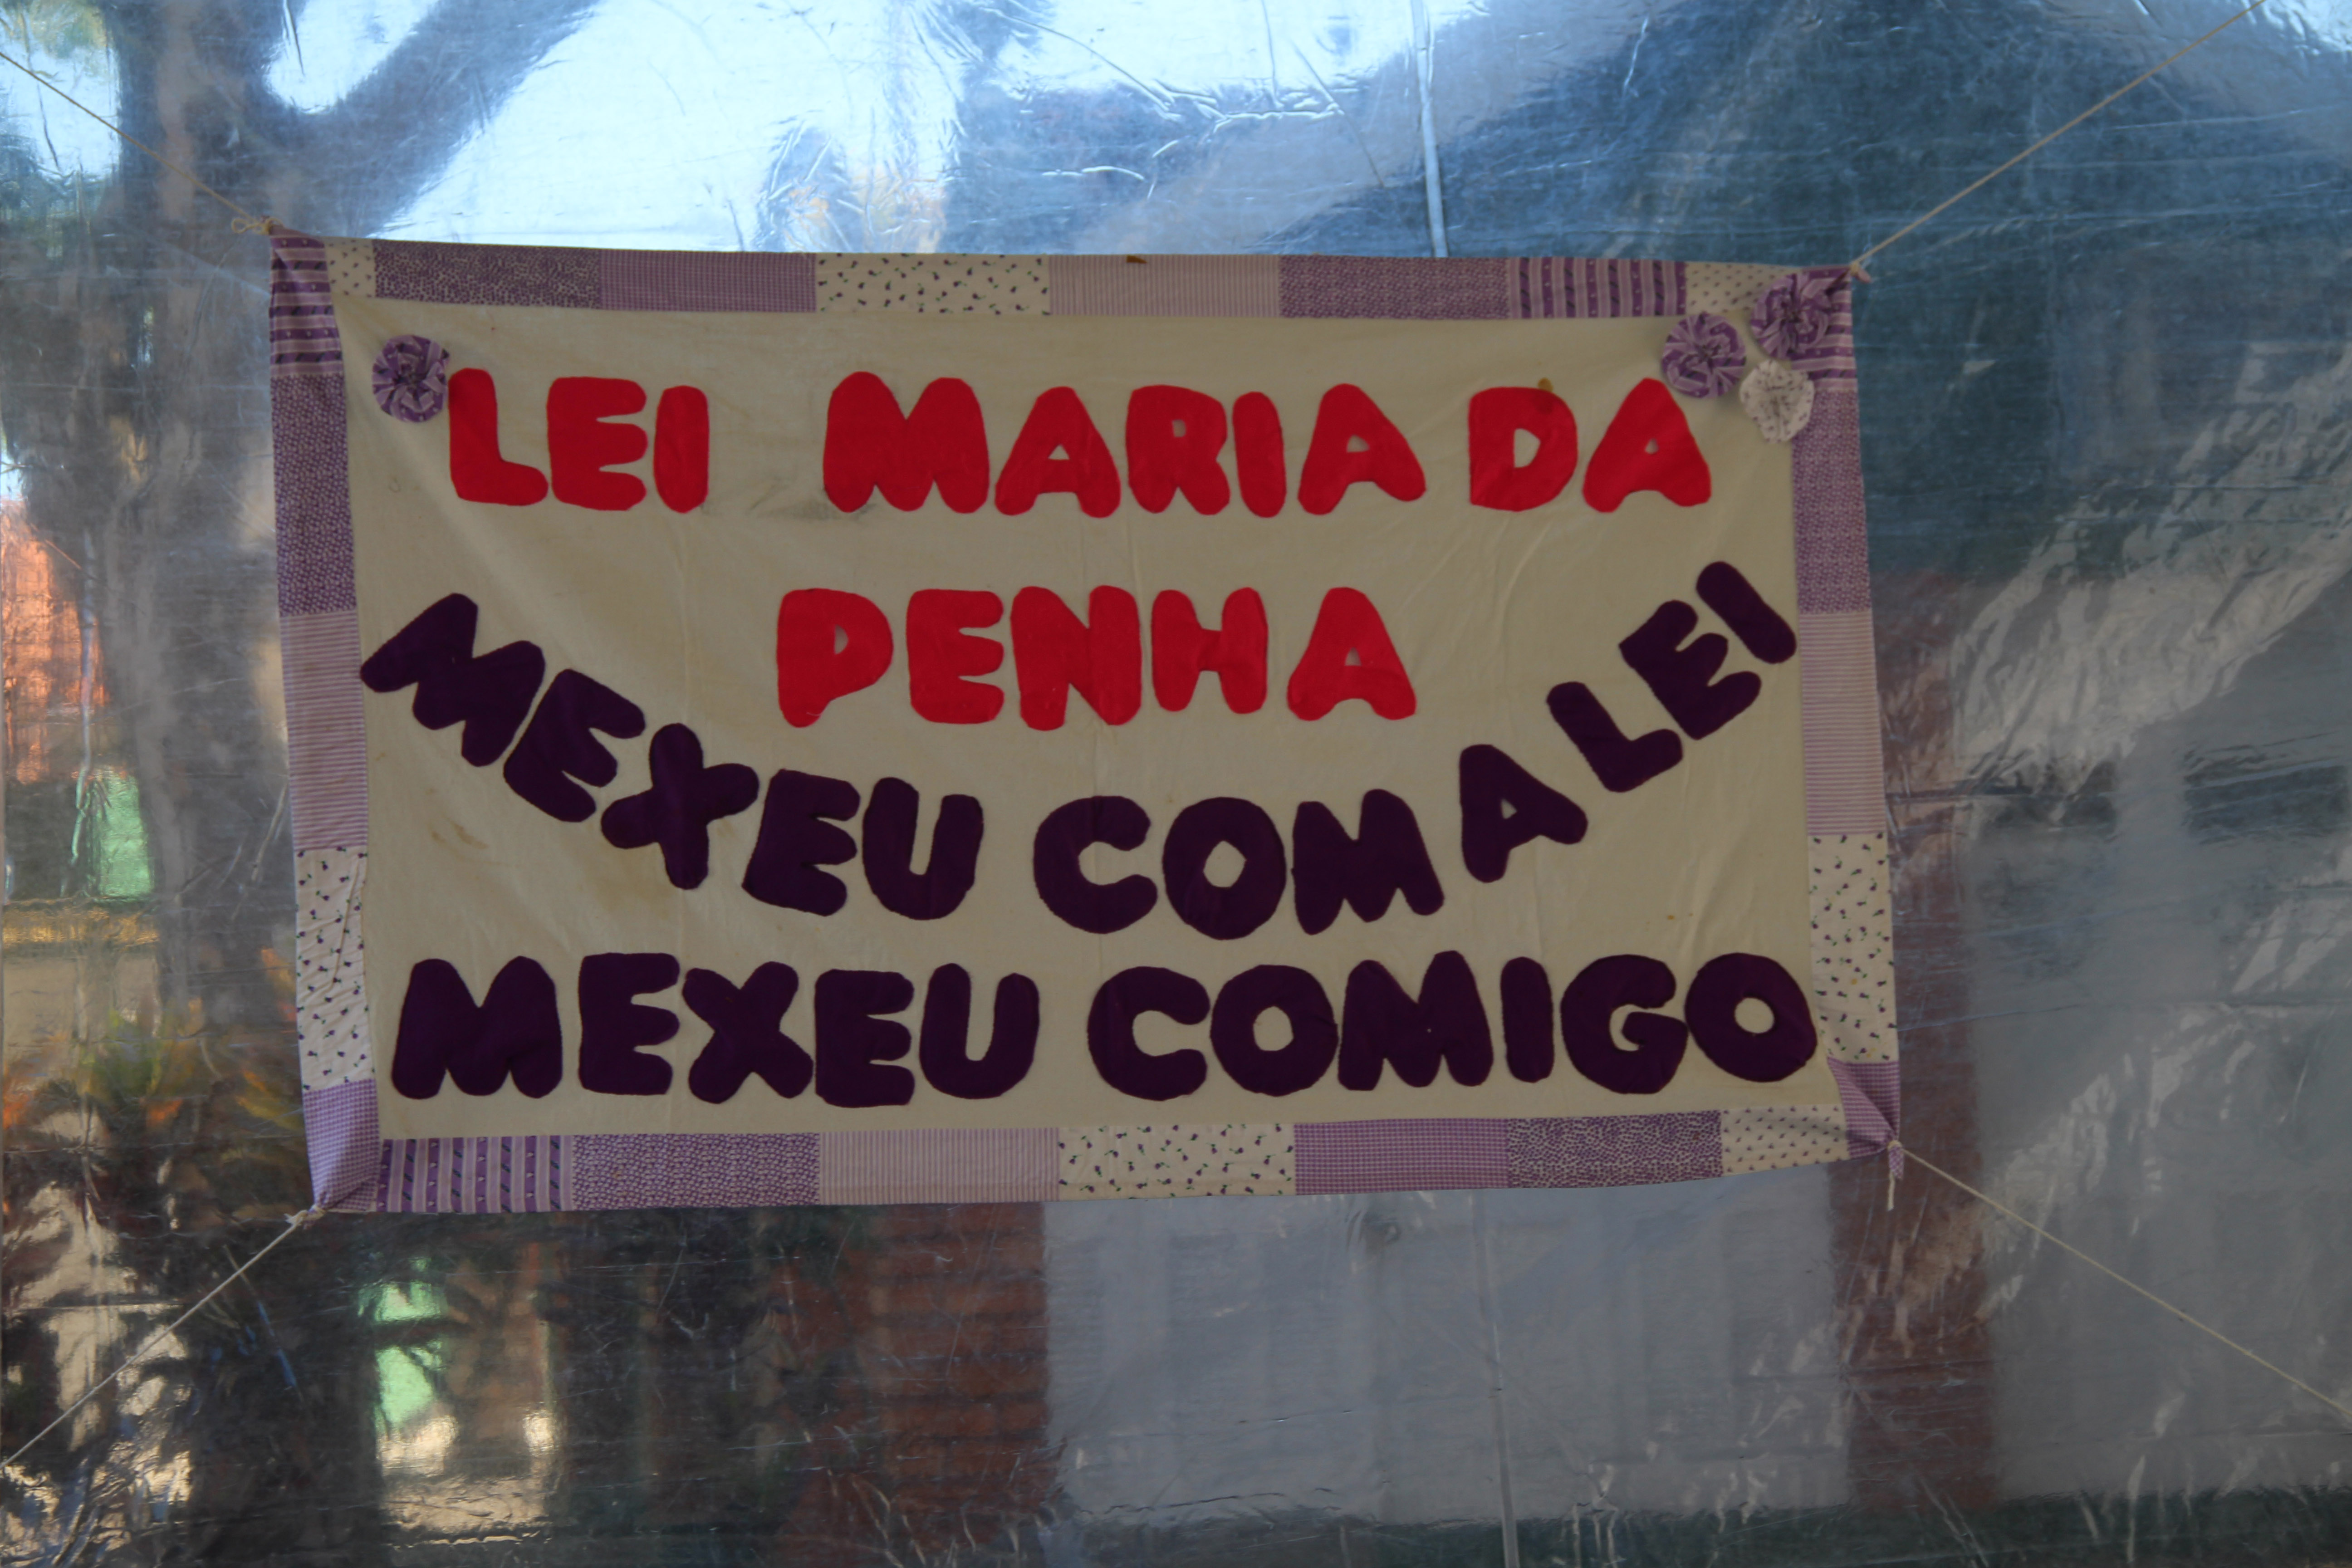 LEI MARIA DA
PENHA
MEXEU COM A LEI
MEXEU COMIGO